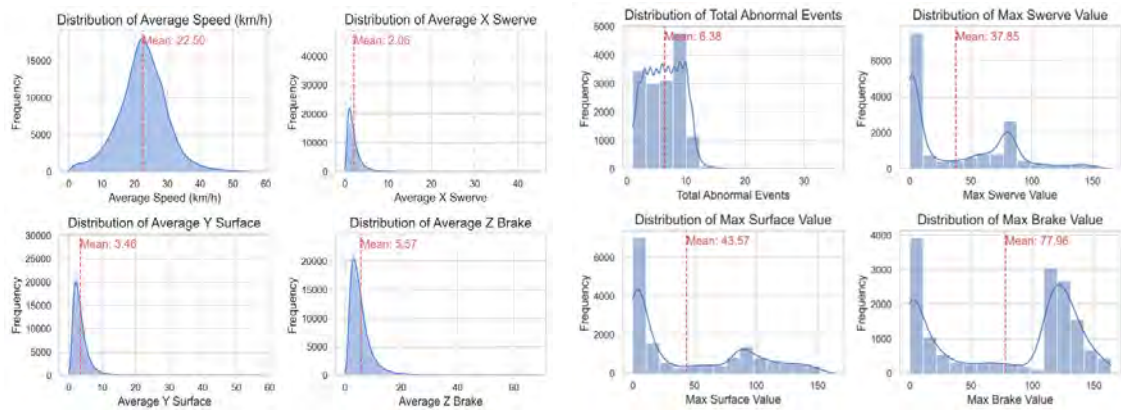 Distribution of Average Speed (km/h)
Mean: 22.50
Frequency
15000
10000
5000
0
0 10 20 30 40 50 60
Average Speed (km/h)
Distribution of Average X Swerve
Mean: 2.06
Frequency
40000
30000
20000
10000
0
0 10 20 30 40
Average X Swerve
Distribution of Total Abnormal Events
Mean: 6.38
Frequency
6000
5000
4000
3000
2000
1000
0
0 10 20 30
Total Abnormal Events
Distribution of Max Swerve Value
Mean: 37.85
Frequency
6000
4000
2000
0
0 50 100 150
Max Swerve Value
Distribution of Average Y Surface
Mean: 3.46
Frequency
30000
25000
20000
15000
10000
5000
0
0 10 20 30 40 50 60
Average Y Surface
Distribution of Average Z Brake
Mean: 5.57
Frequency
20000
15000
10000
5000
0
0 20 40 60
Average Z Brake
Distribution of Max Surface Value
Mean: 43.57
Frequency
6000
4000
2000
0
0 50 100 150
Max Surface Value
Distribution of Max Brake Value
Mean: 77.96
Frequency
4000
3000
2000
1000
0
0 50 100 150
Max Brake Value